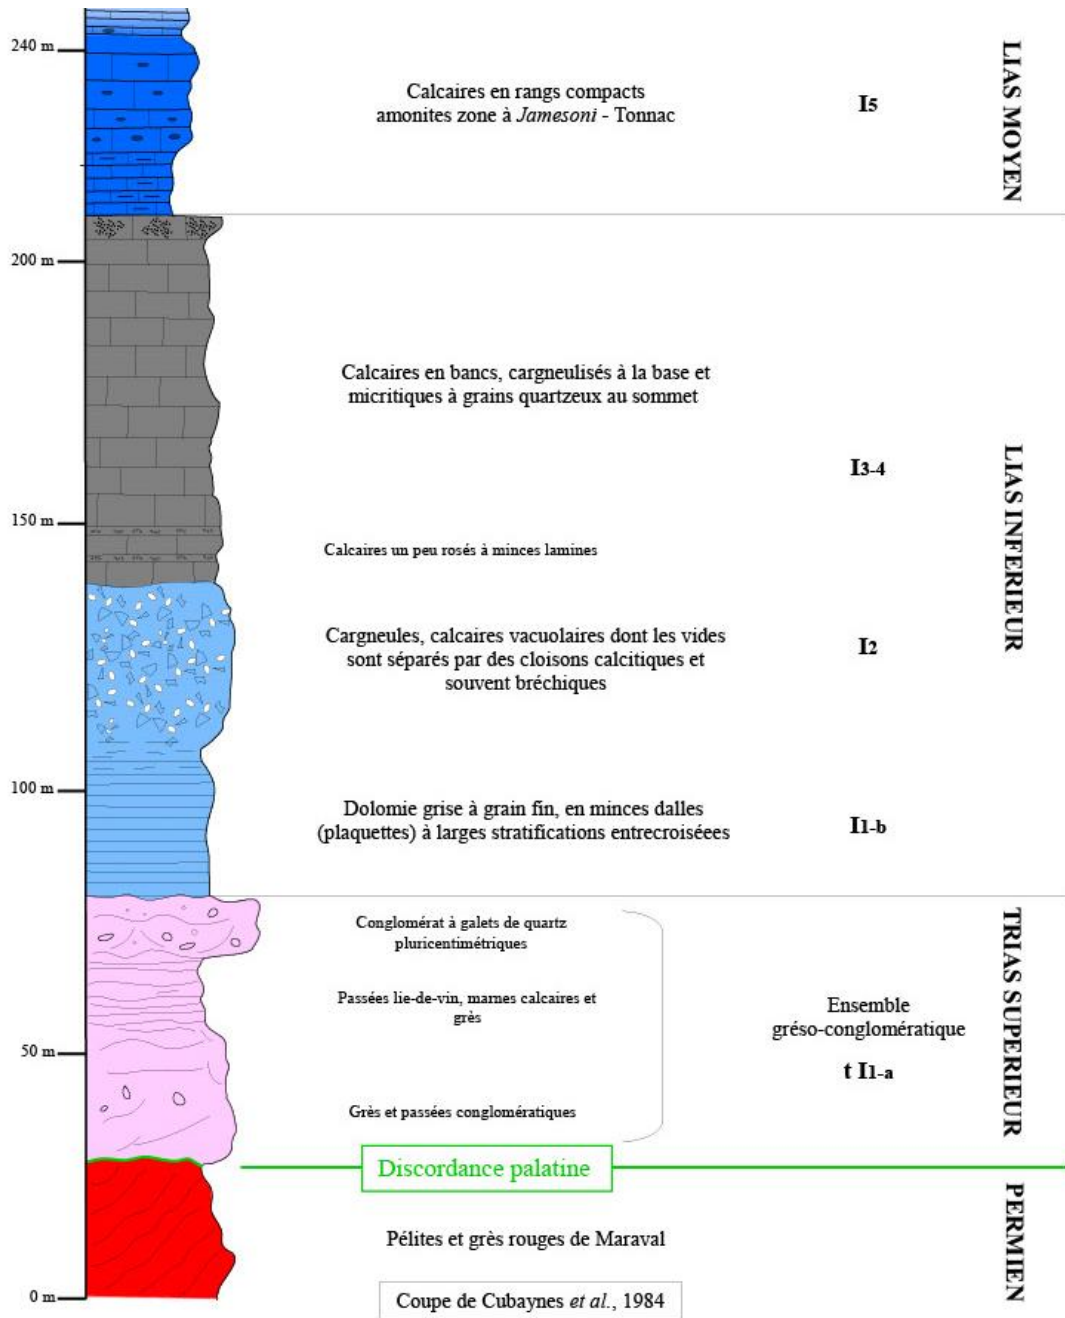 240 m
Calcaires en rangs compacts
amonites zone à Jamesoni - Tonnac
I5
LIAS MOYEN
200 m
Calcaires en bancs, cargneulisés à la base et
micritiques à grains quartzeux au sommet
I3-4
LIAS INFERIEUR
150 m
Calcaires un peu rosés à minces lamines
Cargneules, calcaires vacuolaires dont les vides
sont séparés par des cloisons calcitiques et
souvent bréchiques
I2
100 m
Dolomie grise à grain fin, en minces dalles
(plaquettes) à larges stratifications entrecroiséees
I1-b
Conglomérat à galets de quartz
pluricentimétriques
Passées lie-de-vin, marnes calcaires et
grès
Ensemble
gréso-conglomératique
t I1-a
TRIAS SUPERIEUR
50 m
Grès et passées conglomératiques
Discordance palatine
Pélites et grès rouges de Maraval
PERMIEN
0 m
Coupe de Cubaynes et al., 1984